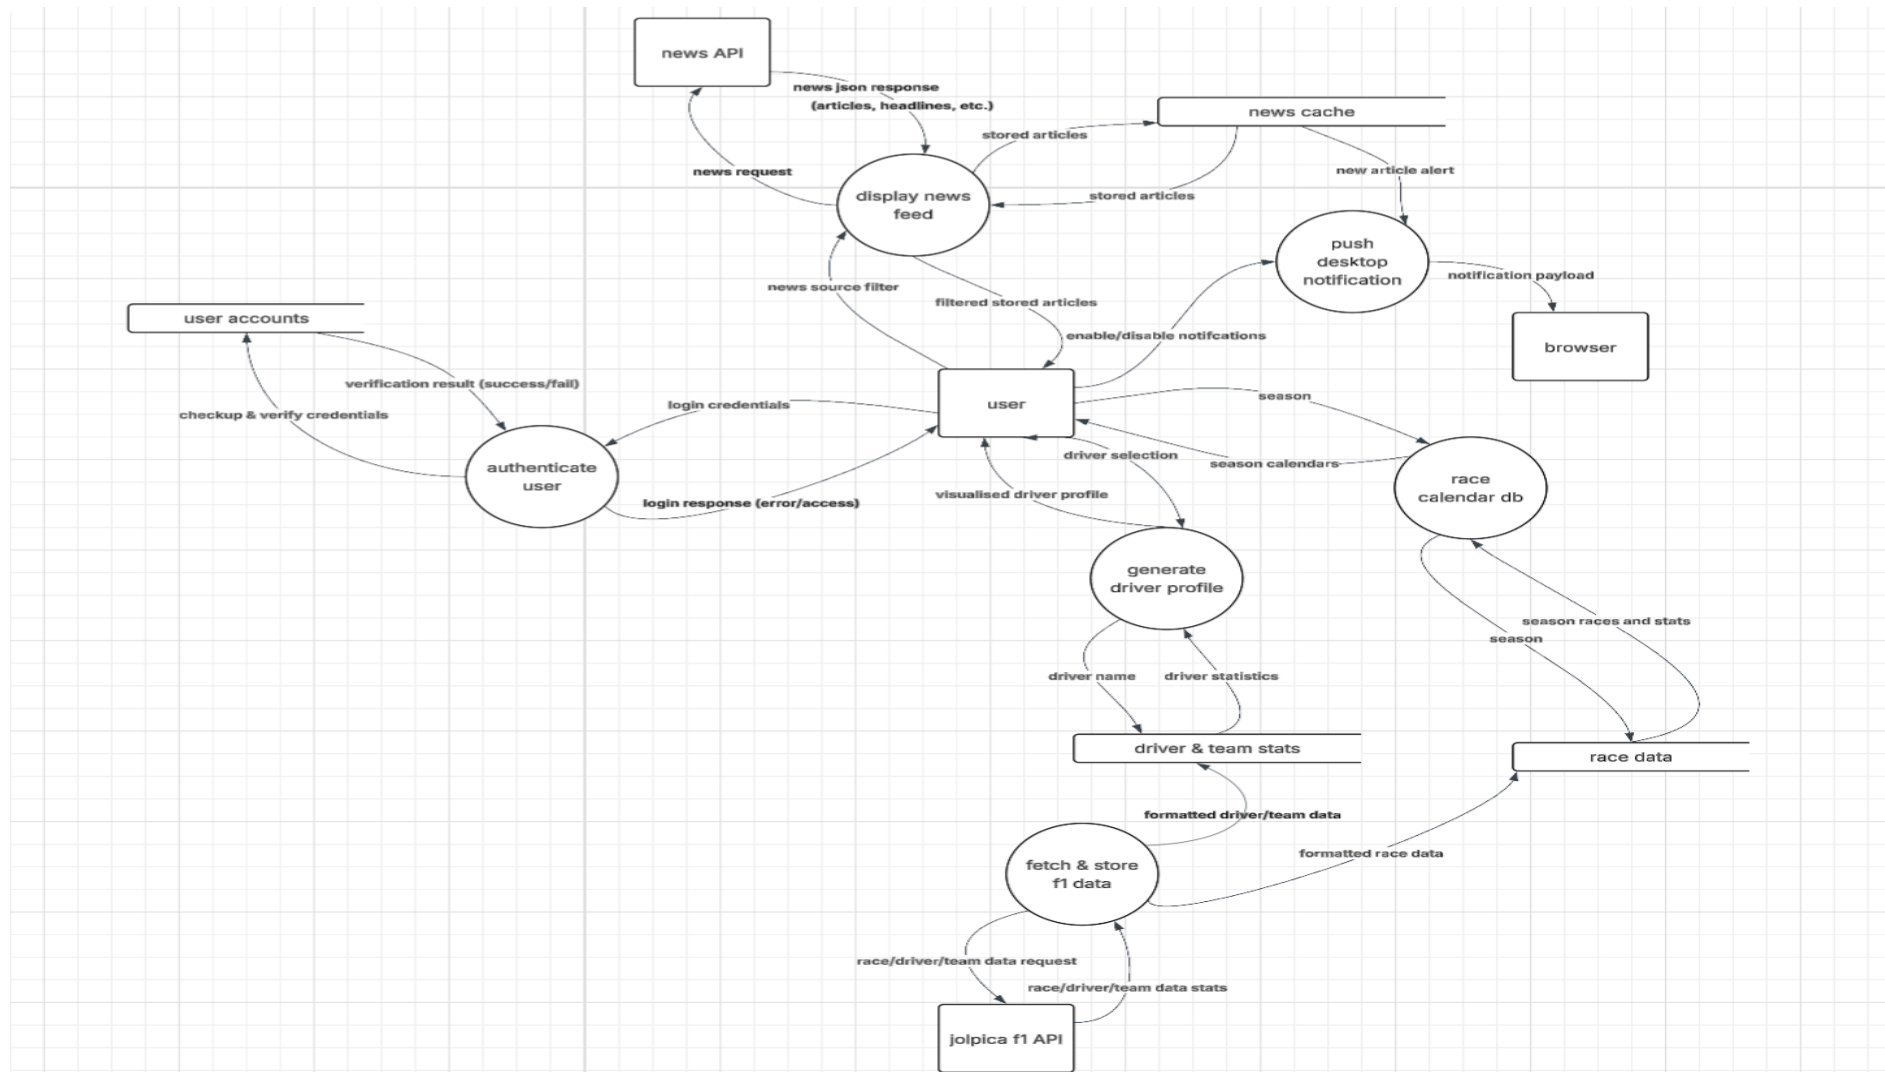 news API
news json response
(articles, headlines, etc.)
news cache
stored articles
new article alert
news request
stored articles
display news
feed
push
desktop
notification
notification payload
news source filter
filtered stored articles
user accounts
enable/disable notifcations
browser
verification result (success/fail)
season
login credentials
user
checkup & verify credentials
driver selection
season calendars
authenticate
user
race
calendar db
visualised driver profile
login response (error/access)
generate
driver profile
season races and stats
season
driver name
driver statistics
driver & team stats
race data
formatted driver/team data
formatted race data
fetch & store
f1 data
race/driver/team data request
race/driver/team data stats
jolpica f1 API